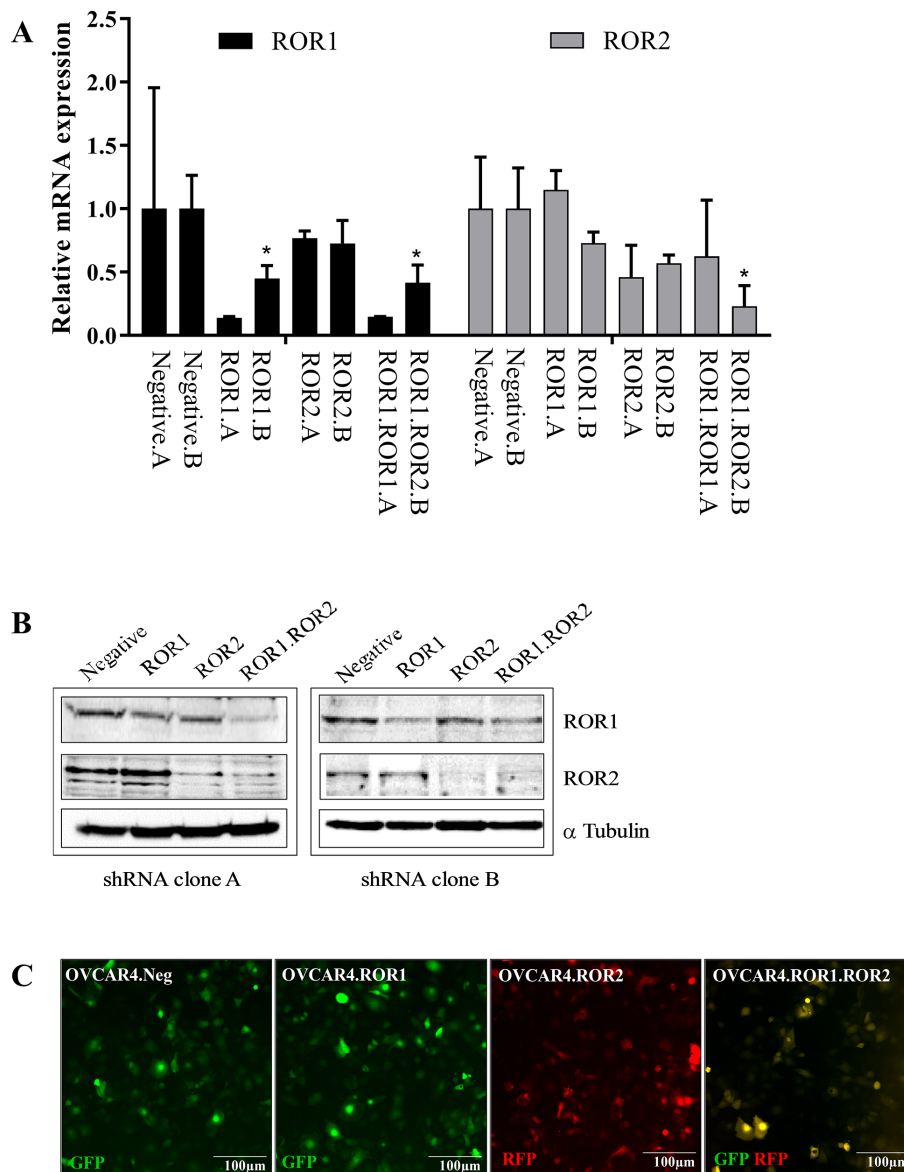 A
Relative mRNA expression
2.5
2.0
1.5
1.0
0.5
0.0
ROR1
ROR2
*
*
*
Negative.A
Negative.B
ROR1.A
ROR1.B
ROR2.A
ROR2.B
ROR1.ROR1.A
ROR1.ROR2.B
Negative.A
Negative.B
ROR1.A
ROR1.B
ROR2.A
ROR2.B
ROR1.ROR1.A
ROR1.ROR2.B
B
Negative
ROR1
ROR2
ROR1.ROR2
Negative
ROR1
ROR2
ROR1.ROR2
ROR1
ROR2
α Tubulin
shRNA clone A
shRNA clone B
C
OVCAR4.Neg
OVCAR4.ROR1
OVCAR4.ROR2
OVCAR4.ROR1.ROR2
GFP
100μm
GFP
100μm
RFP
100μm
GFP RFP
100μm